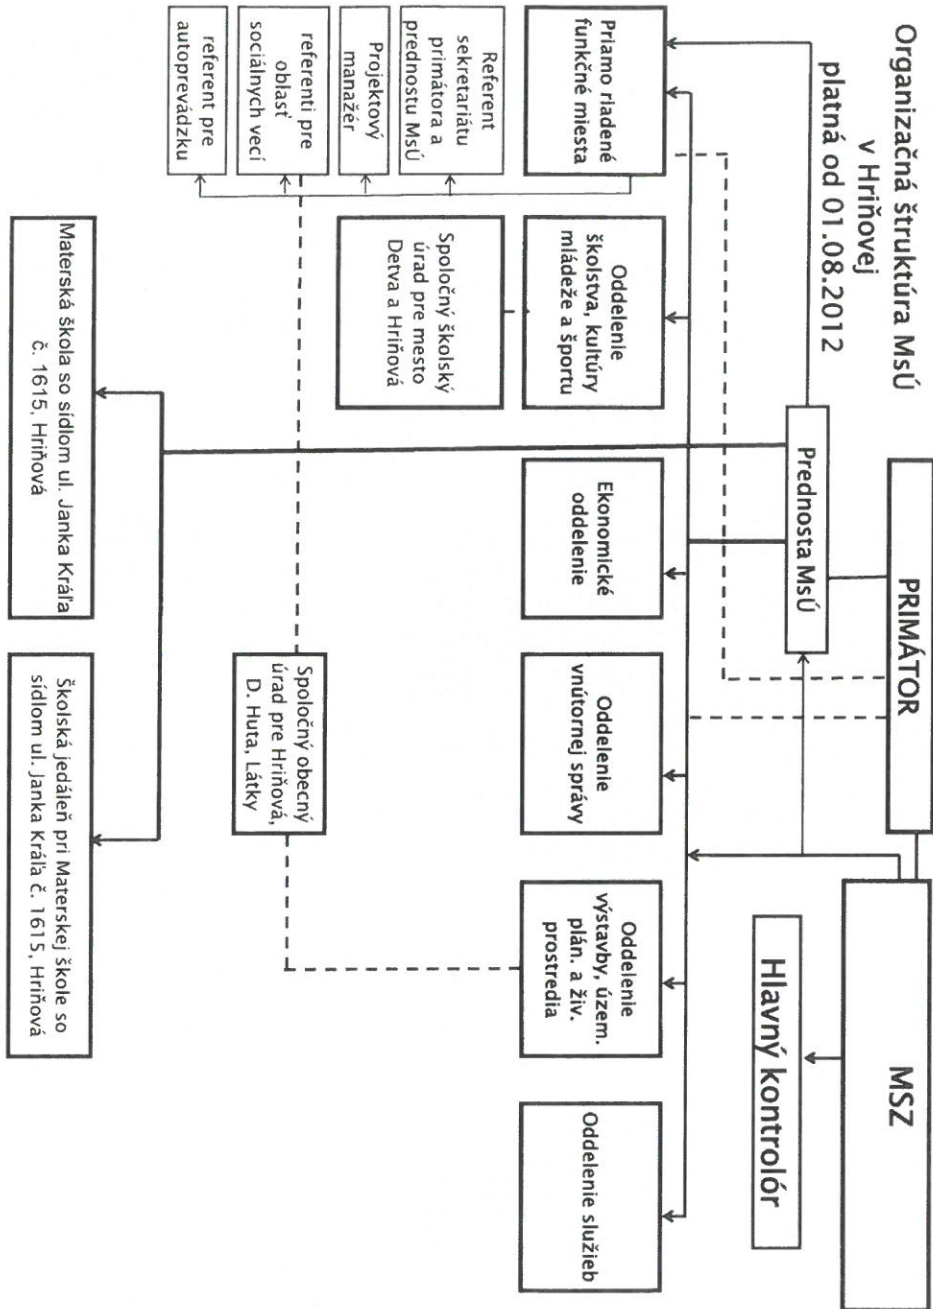 Organizačná štruktúra MsÚ
v Hriňovej
platná od 01.08.2012
PRIMÁTOR
MSZ
Prednosta MsÚ
Hlavný kontrolór
Priamo riadené
funkčné miesta
Oddelenie
školstva, kultúry
mládeže a športu
Ekonomické
oddelenie
Oddelenie
vnútornej správy
Oddelenie
výstavby, územ.
plán. a živ.
prostredia
Oddelenie služieb
Referent
sekretariátu
primátora a
prednostu MsÚ
Projektový
manažér
referenti pre
oblasť
sociálnych vecí
referent pre
autoprevádzku
Spoločný školský
úrad pre mesto
Detva a Hriňová
Spoločný obecný
úrad pre Hriňová,
D. Huta, Látky
Materská škola so sídlom ul. Janka Kráľa
č. 1615, Hriňová
Školská jedáleň pri Materskej škole so
sídlom ul. Janka Kráľa č. 1615, Hriňová